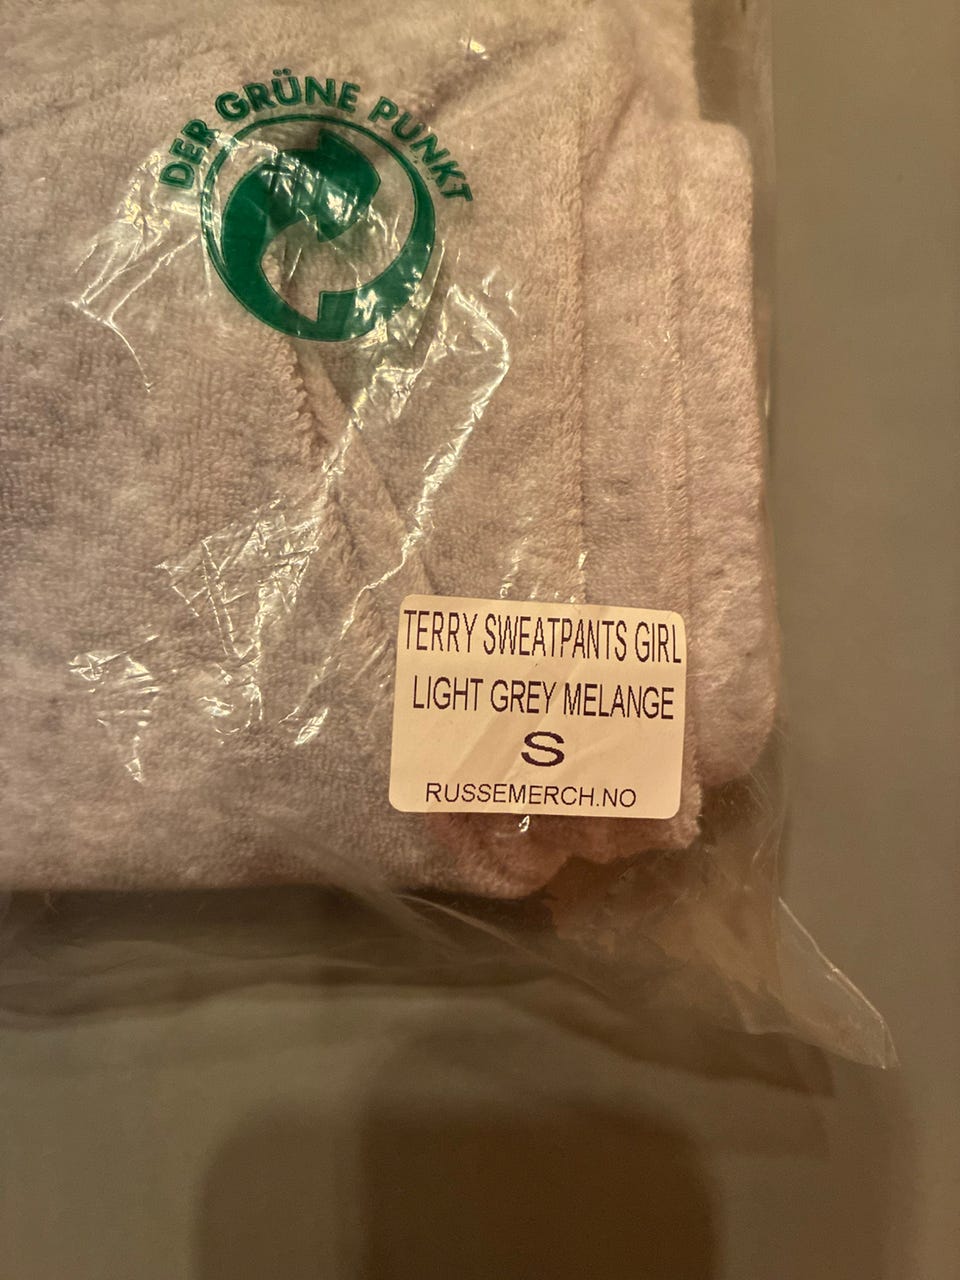 DER GRÜNE PUNKT
TERRY SWEATPANTS GIRL
LIGHT GREY MELANGE
S
RUSSEMERCH.NO